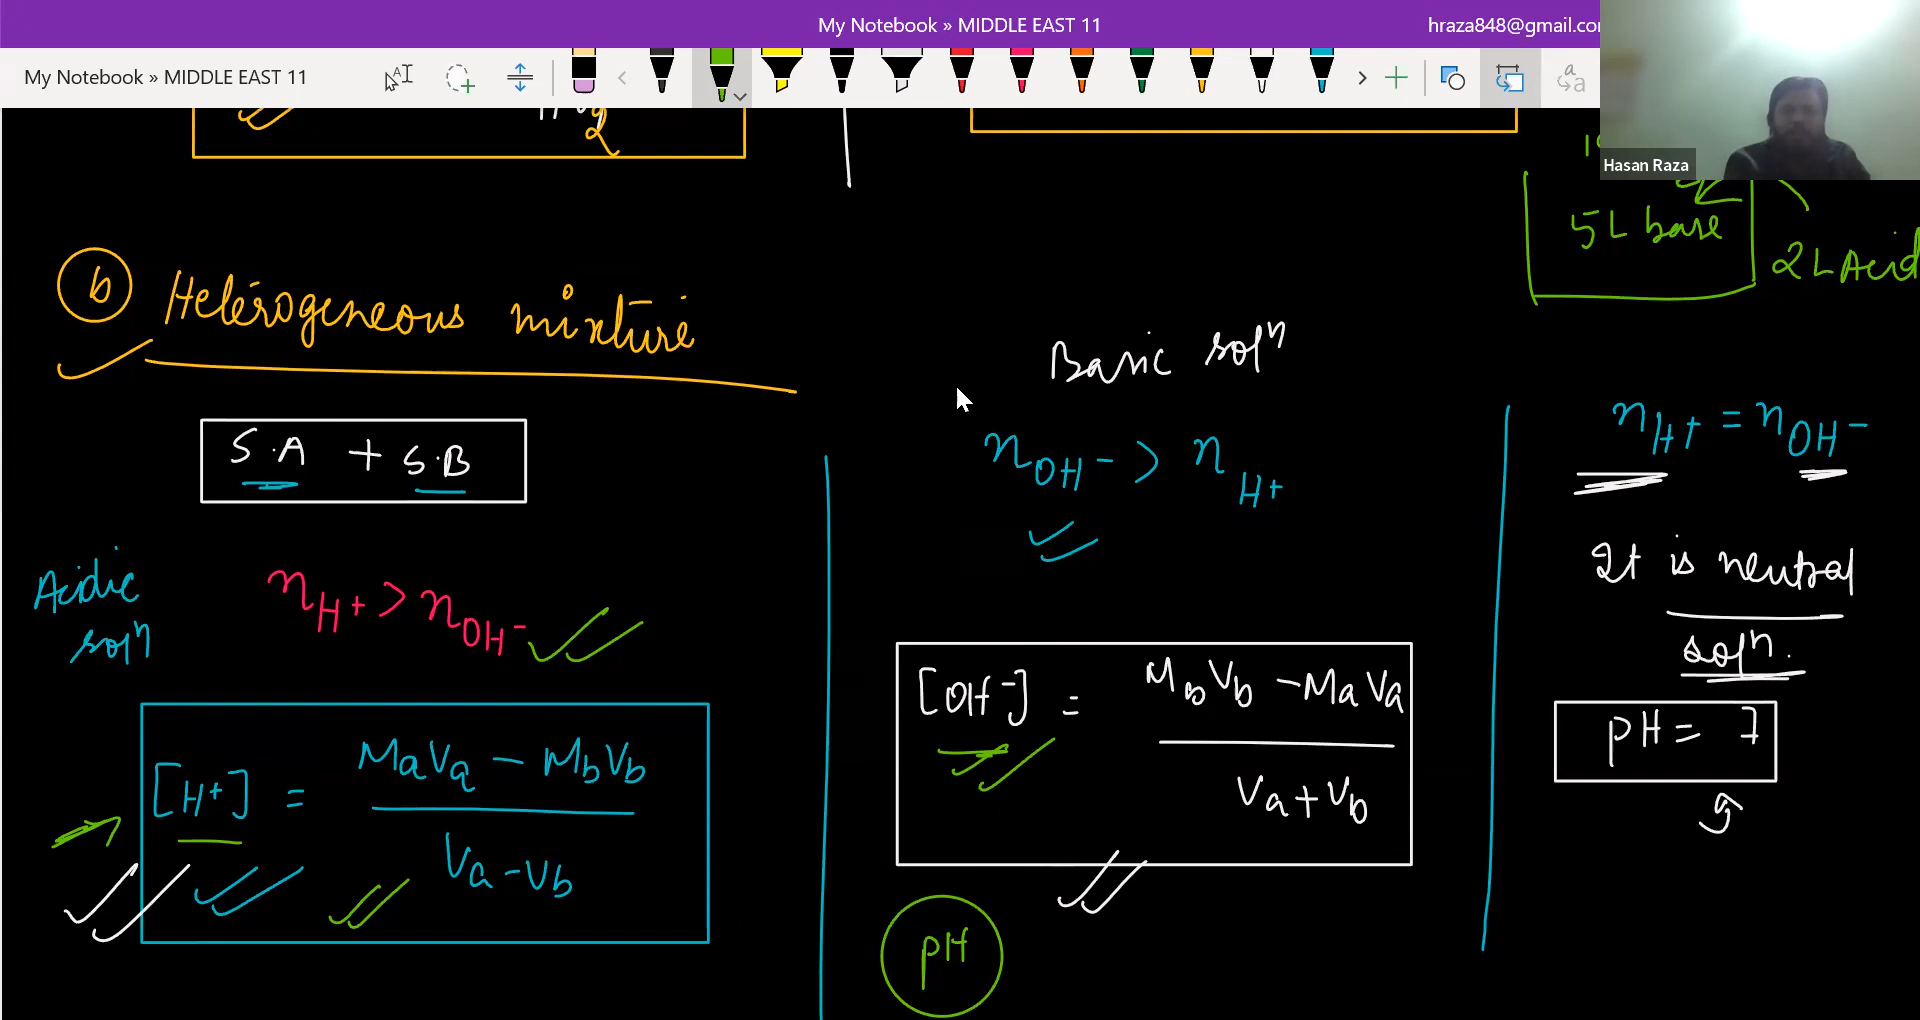 My Notebook » MIDDLE EAST 11
hraza848@gmail.co
My Notebook » MIDDLE EAST 11
Hasan Raza
5L base
2L Acid
b Heterogeneous mixture
S.A + S.B
Acidic soln
nH+ > nOH-
[H+] = MaVa - MbVb
Va - Vb
Basic soln
nOH- > nH+
[OH-] = MbVb - MaVa
Va + Vb
pH
nH+ = nOH-
It is neutral
soln.
pH = 7